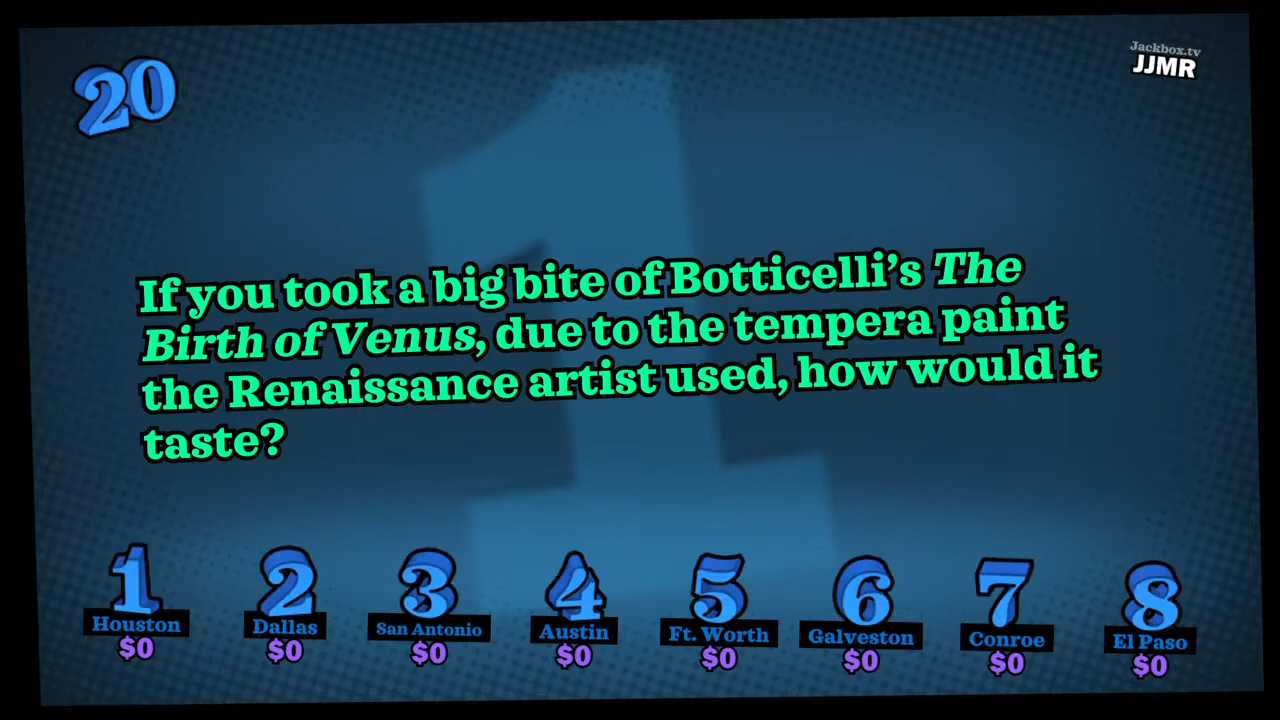 20
Jackbox.tv
JJMR
If you took a big bite of Botticelli’s The
Birth of Venus, due to the tempera paint
the Renaissance artist used, how would it
taste?
1
1 2 3 4 5 6 7 8
Houston Dallas San Antonio Austin Ft. Worth Galveston Conroe El Paso
$0 $0 $0 $0 $0 $0 $0 $0